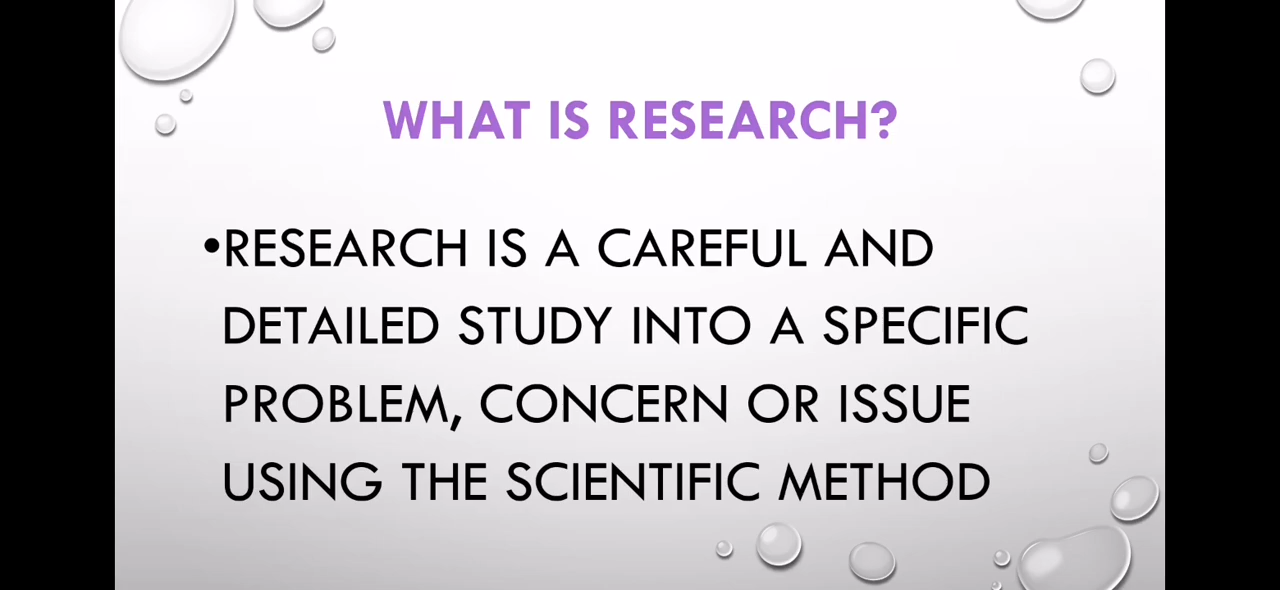 WHAT IS RESEARCH?
•RESEARCH IS A CAREFUL AND
DETAILED STUDY INTO A SPECIFIC
PROBLEM, CONCERN OR ISSUE
USING THE SCIENTIFIC METHOD